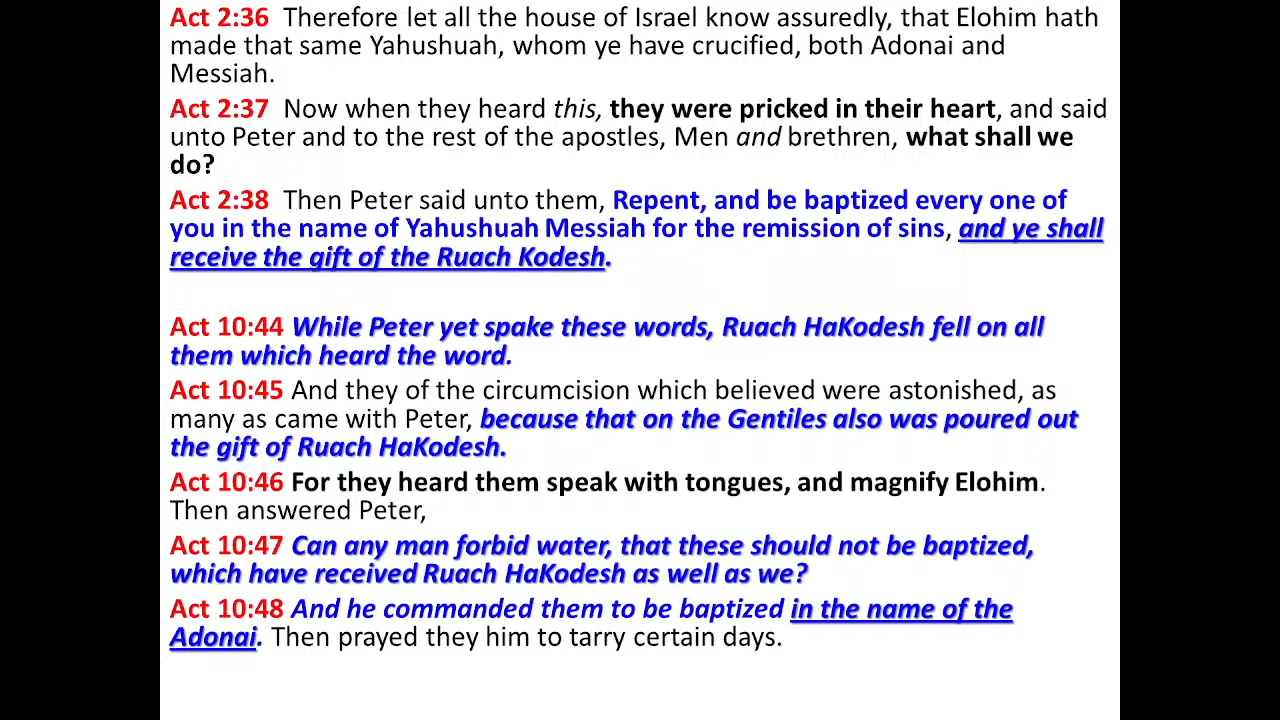 Act 2:36 Therefore let all the house of Israel know assuredly, that Elohim hath
made that same Yahushuah, whom ye have crucified, both Adonai and
Messiah.
Act 2:37 Now when they heard this, they were pricked in their heart, and said
unto Peter and to the rest of the apostles, Men and brethren, what shall we
do?
Act 2:38 Then Peter said unto them, Repent, and be baptized every one of
you in the name of Yahushuah Messiah for the remission of sins, and ye shall
receive the gift of the Ruach Kodesh.
Act 10:44 While Peter yet spake these words, Ruach HaKodesh fell on all
them which heard the word.
Act 10:45 And they of the circumcision which believed were astonished, as
many as came with Peter, because that on the Gentiles also was poured out
the gift of Ruach HaKodesh.
Act 10:46 For they heard them speak with tongues, and magnify Elohim.
Then answered Peter,
Act 10:47 Can any man forbid water, that these should not be baptized,
which have received Ruach HaKodesh as well as we?
Act 10:48 And he commanded them to be baptized in the name of the
Adonai. Then prayed they him to tarry certain days.